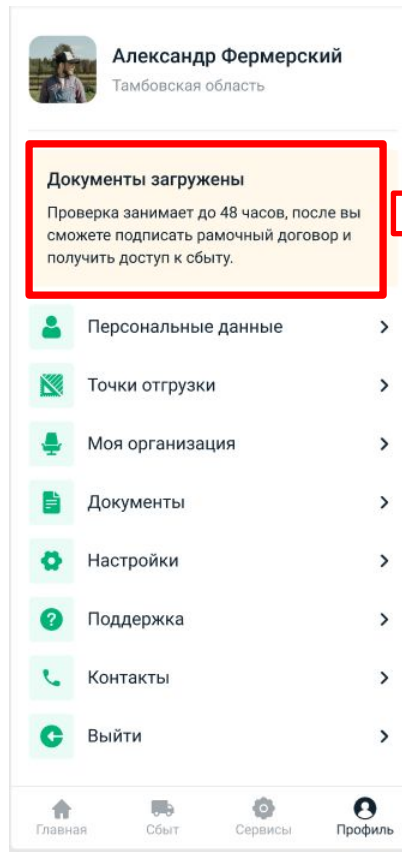 Александр Фермерский
Тамбовская область
Документы загружены
Проверка занимает до 48 часов, после вы
сможете подписать рамочный договор и
получить доступ к сбыту.
Персональные данные
Точки отгрузки
Моя организация
Документы
Настройки
Поддержка
Контакты
Выйти
Главная
Сбыт
Сервисы
Профиль